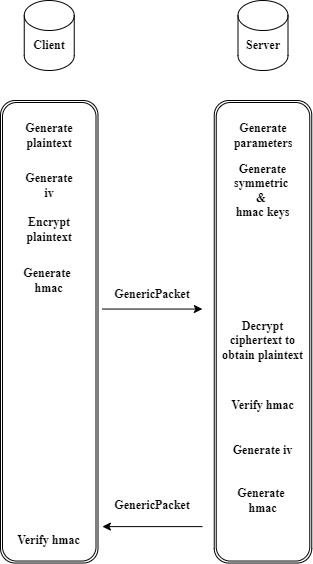 Client
Server
Generate
plaintext
Generate
iv
Encrypt
plaintext
Generate
hmac
Generate
parameters
Generate
symmetric
&
hmac keys
GenericPacket
Decrypt
ciphertext to
obtain plaintext
Verify hmac
Generate iv
Generate
hmac
GenericPacket
Verify hmac